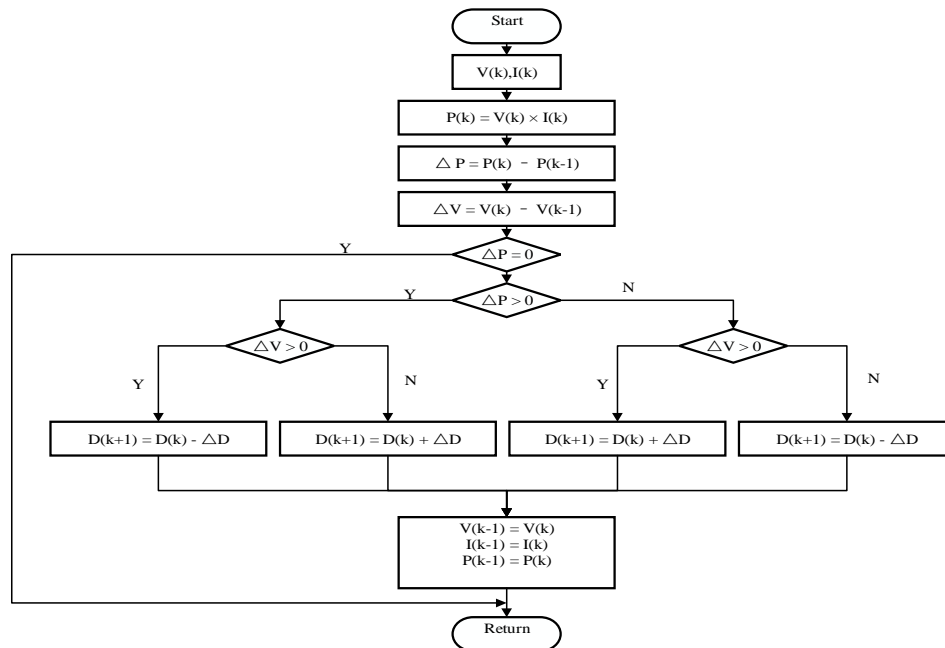 Start
V(k),I(k)
P(k) = V(k) × I(k)
△ P = P(k) － P(k-1)
△V = V(k) － V(k-1)
Y
△P = 0
Y
△P > 0
N
△V > 0
△V > 0
Y
N
Y
N
D(k+1) = D(k) - △D
D(k+1) = D(k) + △D
D(k+1) = D(k) + △D
D(k+1) = D(k) - △D
V(k-1) = V(k)
I(k-1) = I(k)
P(k-1) = P(k)
Return